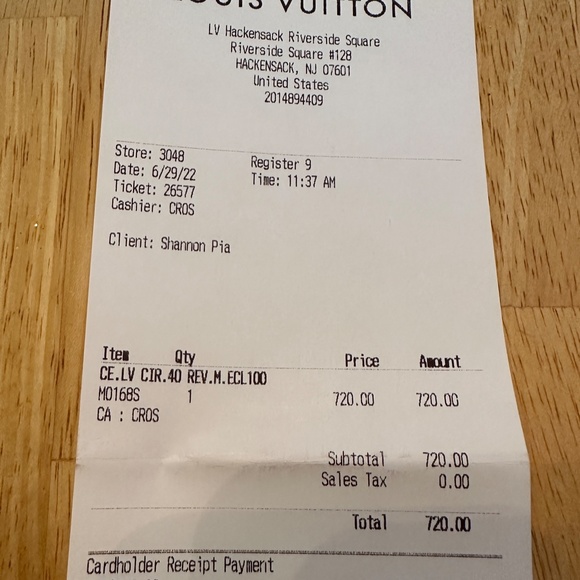 LOUIS VUITTON
LV Hackensack Riverside Square
Riverside Square #128
HACKENSACK, NJ 07601
United States
2014894409
Store: 3048 Register 9
Date: 6/29/22 Time: 11:37 AM
Ticket: 26577
Cashier: CROS
Client: Shannon Pia
Item Qty Price Amount
CE.LV CIR.40 REV.M.ECL100
M0168S 1 720.00 720.00
CA : CROS
Subtotal 720.00
Sales Tax 0.00
Total 720.00
Cardholder Receipt Payment